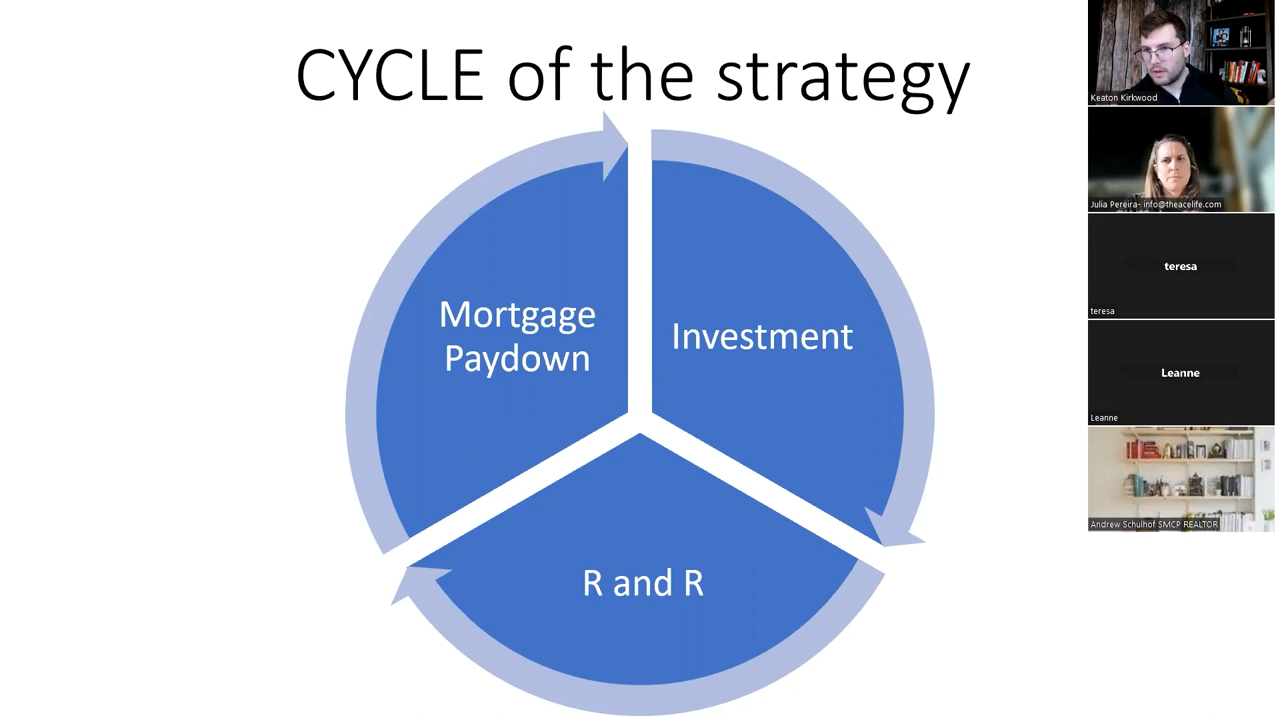 CYCLE of the strategy
Mortgage
Paydown
Investment
R and R
Keaton Kirkwood
Julia Pereira- info@theacelife.com
teresa
teresa
Leanne
Leanne
Andrew Schulhof SMCP REALTOR